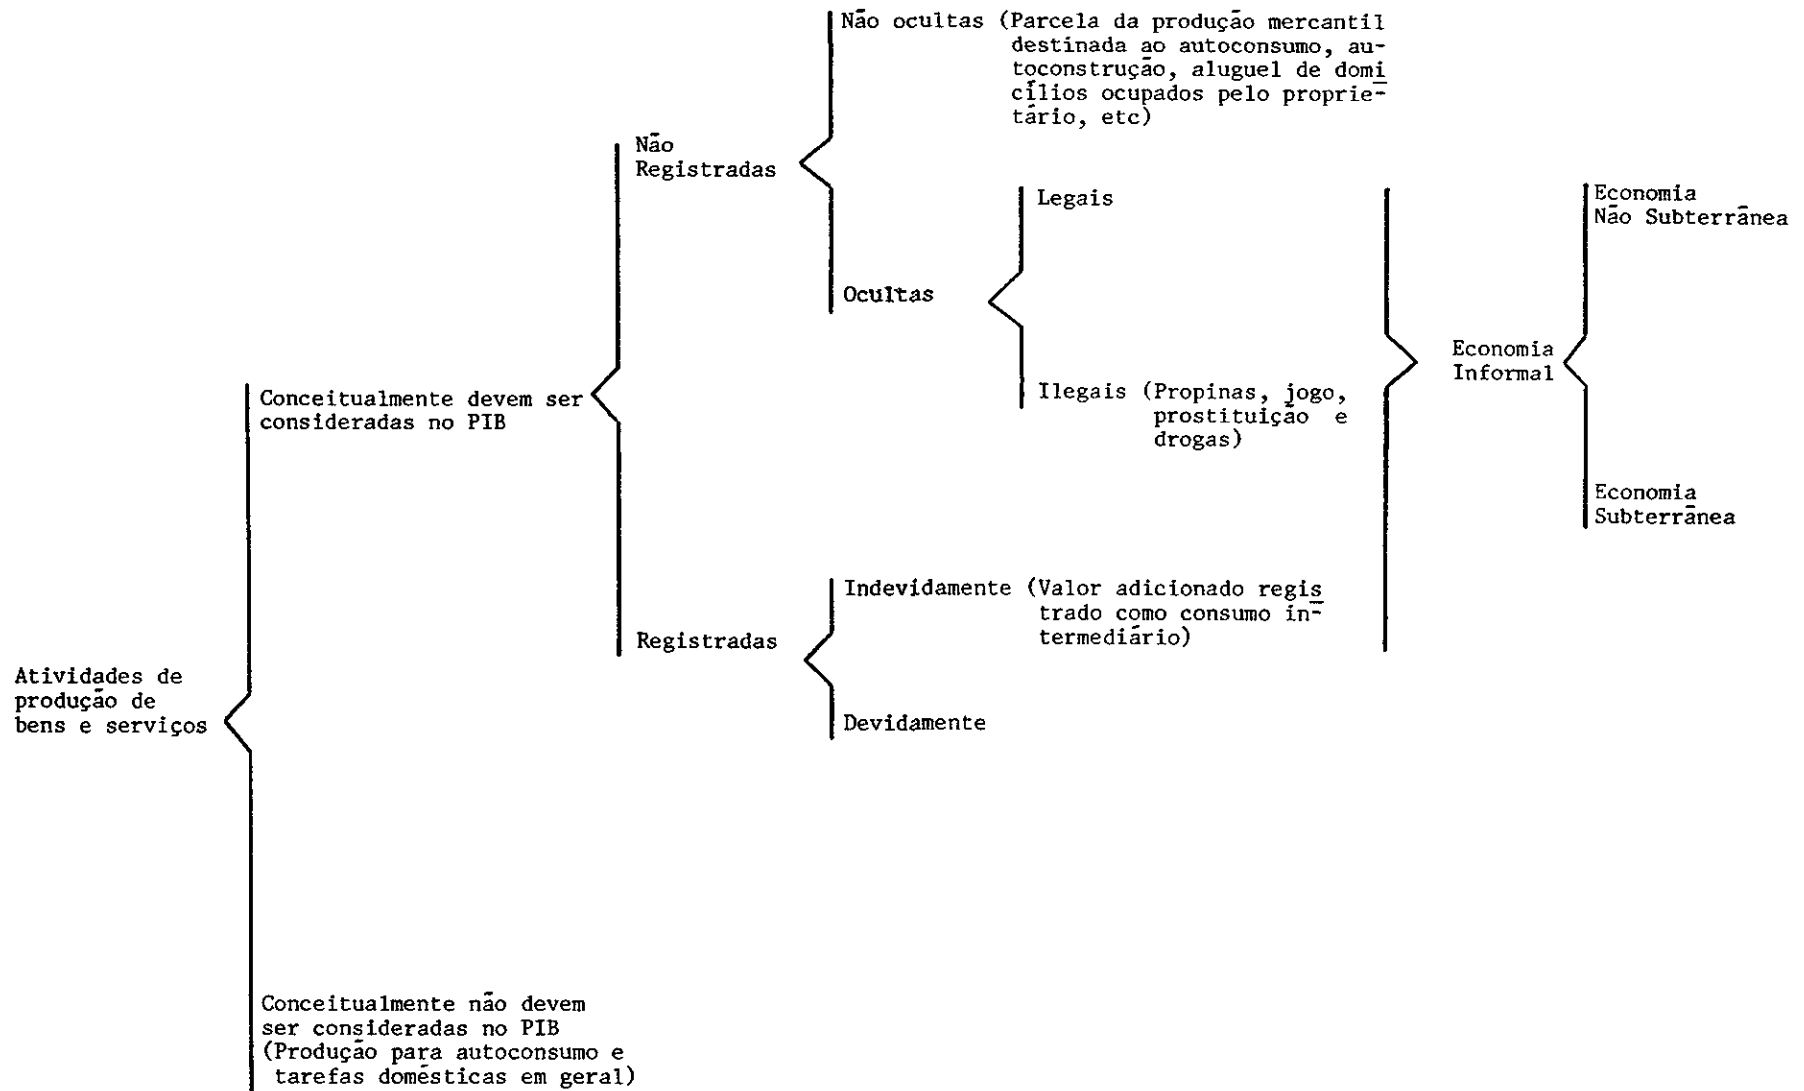 Não ocultas (Parcela da produção mercantil
destinada ao autoconsumo, au-
toconstrução, aluguel de domi
cílios ocupados pelo proprie-
tário, etc)
Não
Registradas
Legais
Economia
Não Subterrânea
Ocultas
Economia
Informal
Conceitualmente devem ser
consideradas no PIB
Ilegais (Propinas, jogo,
prostituição e
drogas)
Economia
Subterrânea
Indevidamente (Valor adicionado regis
trado como consumo in-
termediário)
Registradas
Atividades de
produção de
bens e serviços
Devidamente
Conceitualmente não devem
ser consideradas no PIB
(Produção para autoconsumo e
tarefas domésticas em geral)